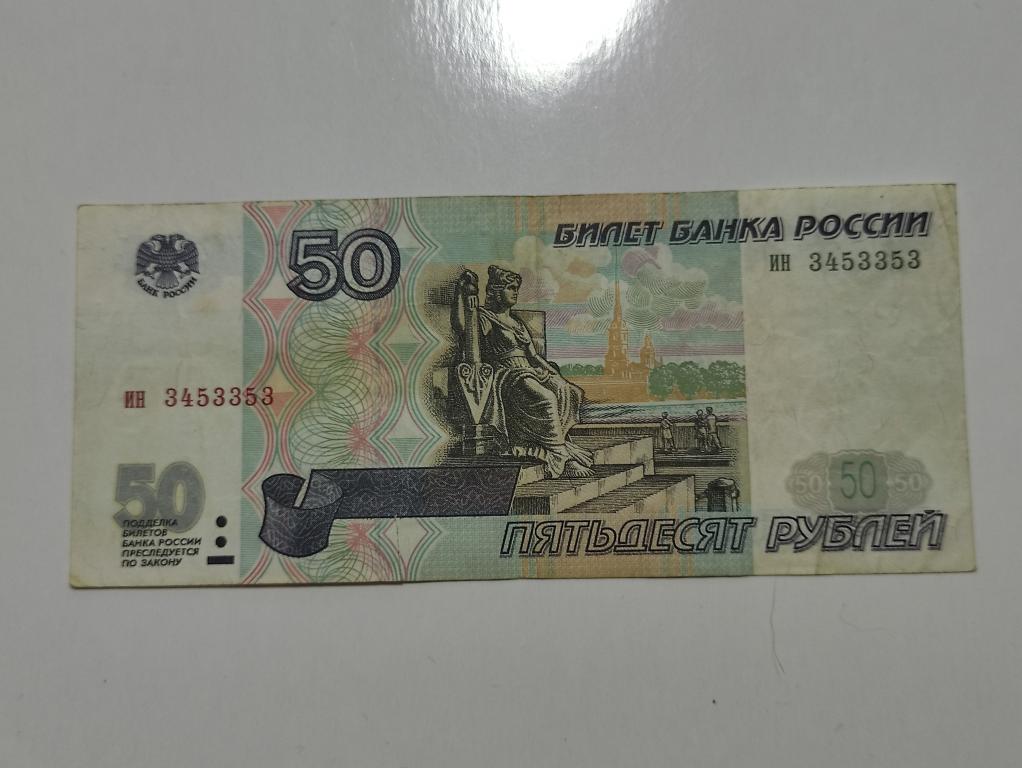 50
БАНК РОССИИ
БИЛЕТ БАНКА РОССИИ
ИН 3453353
ИН 3453353
50
ПОДДЕЛКА
БИЛЕТОВ
БАНКА РОССИИ
ПРЕСЛЕДУЕТСЯ
ПО ЗАКОНУ
50 50 50
ПЯТЬДЕСЯТ РУБЛЕЙ